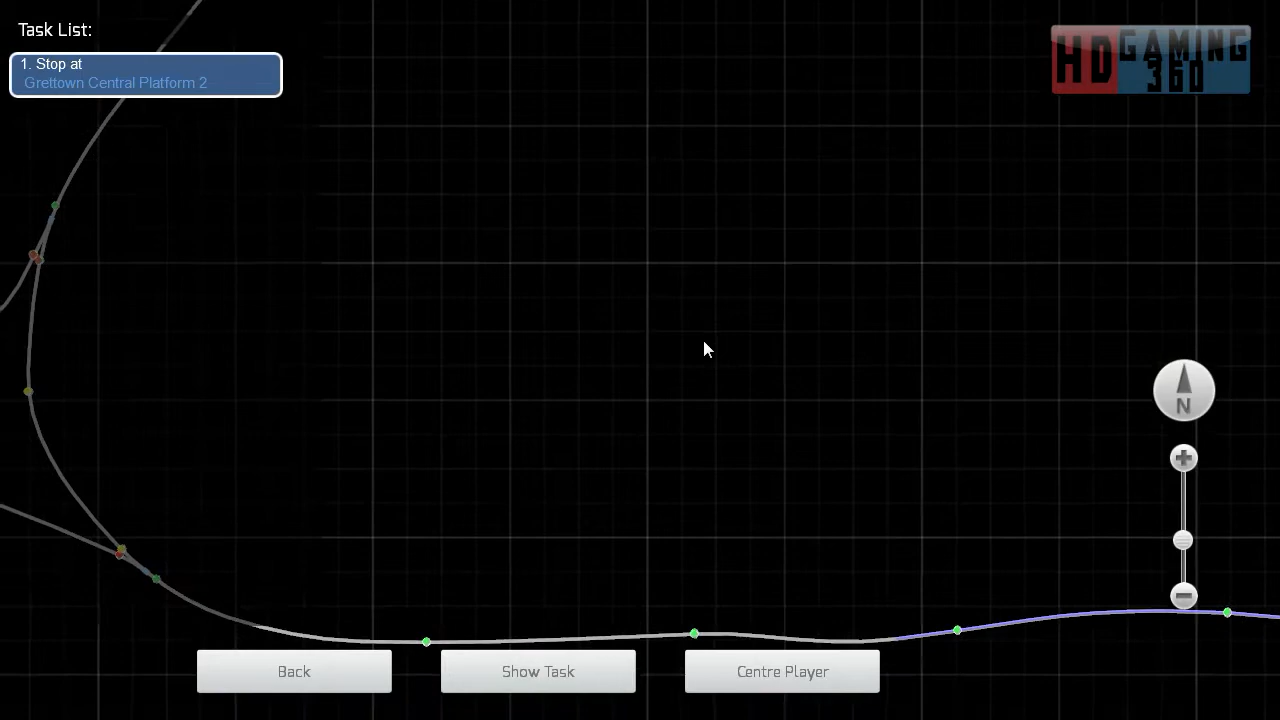 Task List:
HD GAMING
360
1. Stop at
Grettown Central Platform 2
N
Back
Show Task
Centre Player